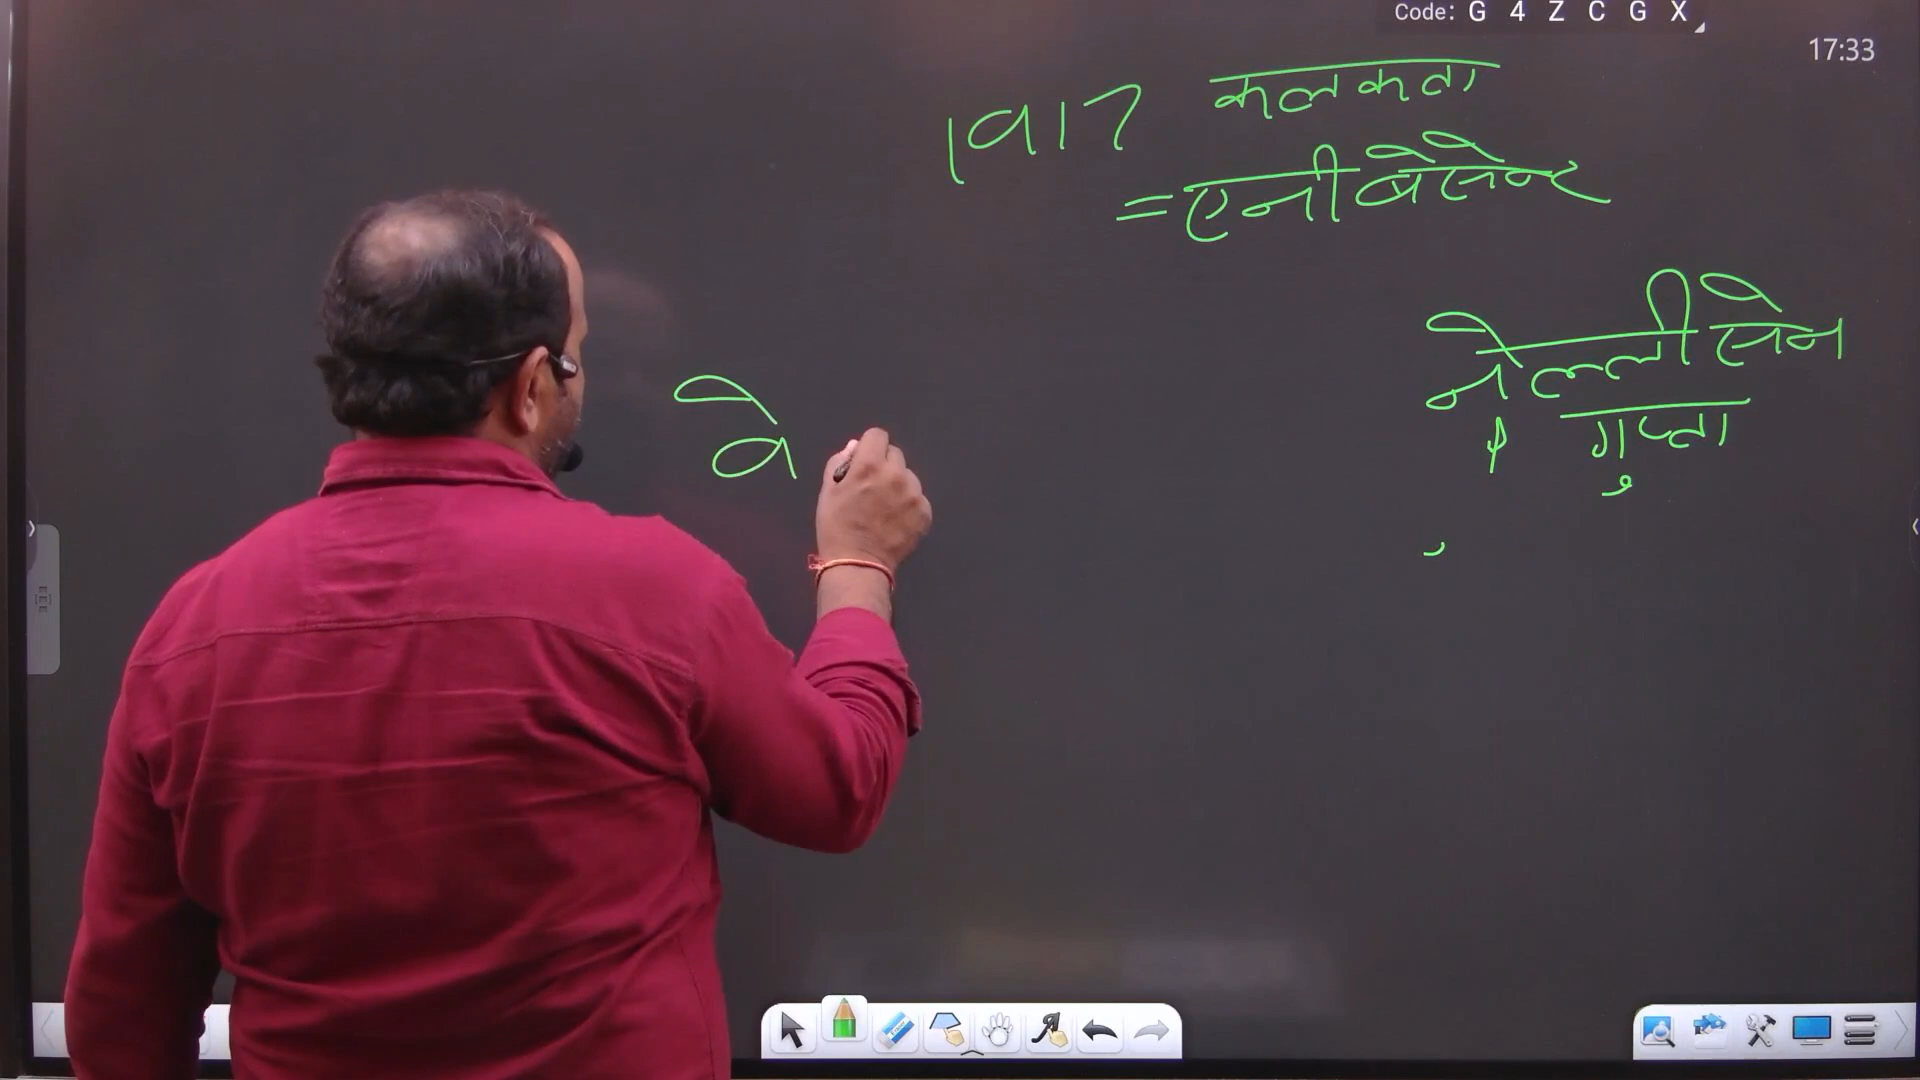 Code: G 4 Z C G X
17:33
1917 कलकता
= एनी बेसेन्ट
नेल्ली सेन
गुप्ता
वे